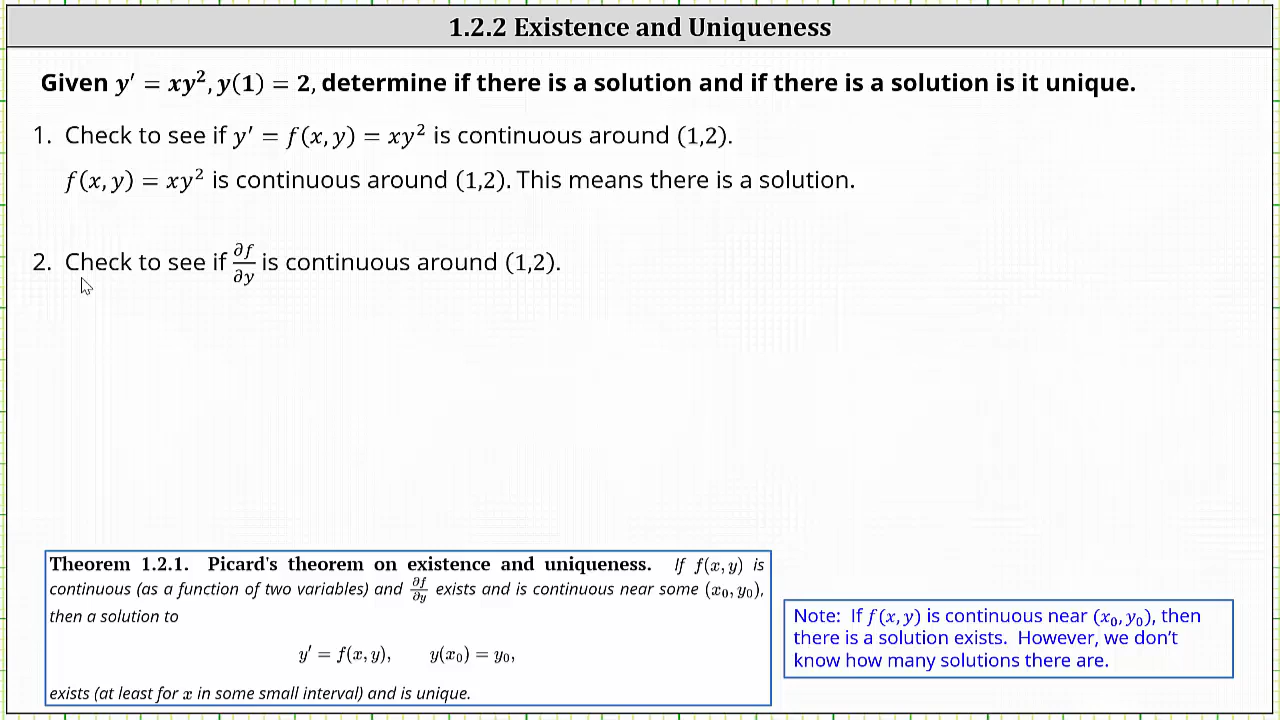 1.2.2 Existence and Uniqueness
Given y′ = xy², y(1) = 2, determine if there is a solution and if there is a solution is it unique.
1. Check to see if y′ = f(x, y) = xy² is continuous around (1,2).
f(x, y) = xy² is continuous around (1,2). This means there is a solution.
2. Check to see if ∂f/∂y is continuous around (1,2).
Theorem 1.2.1. Picard's theorem on existence and uniqueness. If f(x, y) is
continuous (as a function of two variables) and ∂f/∂y exists and is continuous near some (x₀, y₀),
then a solution to
y′ = f(x, y), y(x₀) = y₀,
exists (at least for x in some small interval) and is unique.
Note: If f(x, y) is continuous near (x₀, y₀), then
there is a solution exists. However, we don’t
know how many solutions there are.